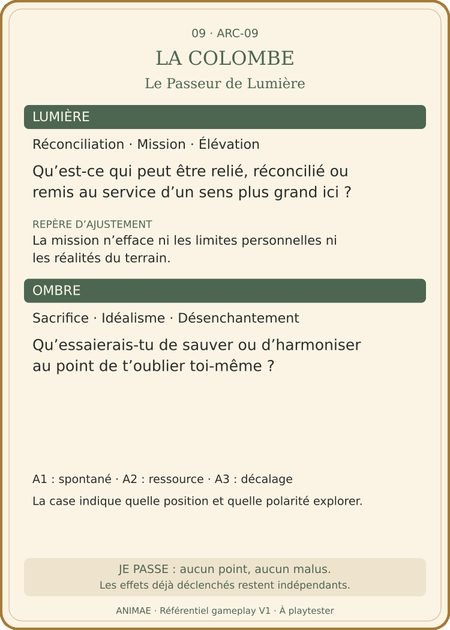 09 · ARC-09
LA COLOMBE
Le Passeur de Lumière
LUMIÈRE
Réconciliation · Mission · Élévation
Qu’est-ce qui peut être relié, réconcilié ou
remis au service d’un sens plus grand ici ?
REPÈRE D’AJUSTEMENT
La mission n’efface ni les limites personnelles ni
les réalités du terrain.
OMBRE
Sacrifice · Idéalisme · Désenchantement
Qu’essaierais-tu de sauver ou d’harmoniser
au point de t’oublier toi-même ?
A1 : spontané · A2 : ressource · A3 : décalage
La case indique quelle position et quelle polarité explorer.
JE PASSE : aucun point, aucun malus.
Les effets déjà déclenchés restent indépendants.
ANIMAE · Référentiel gameplay V1 · À playtester